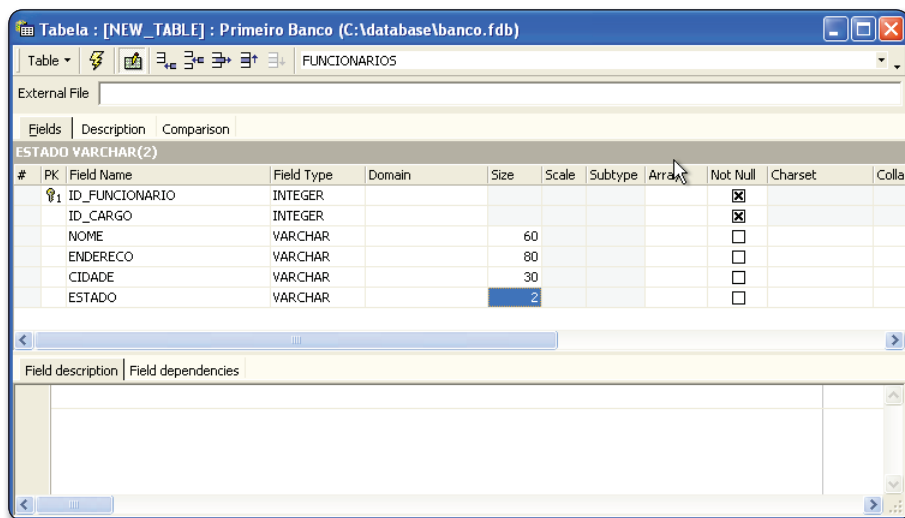 Tabela : [NEW_TABLE] : Primeiro Banco (C:\database\banco.fdb)
Table FUNCIONARIOS
External File
Fields Description Comparison
ESTADO VARCHAR(2)
# PK Field Name Field Type Domain Size Scale Subtype Array Not Null Charset Colla
1 ID_FUNCIONARIO INTEGER
ID_CARGO INTEGER
NOME VARCHAR 60
ENDERECO VARCHAR 80
CIDADE VARCHAR 30
ESTADO VARCHAR 2
Field description Field dependencies